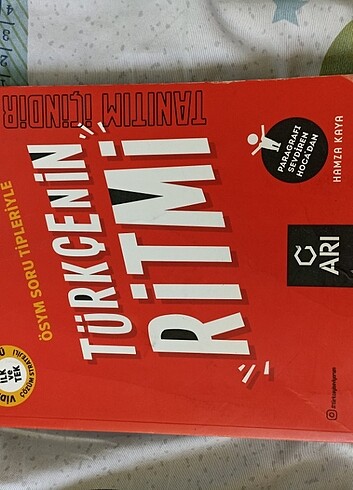 TANITIM İÇİNDİR
ÖSYM SORU TİPLERİYLE
TÜRKÇENİN
RİTMİ
PARAGRAFI
SEVDİREN
HOCA'DAN
HAMZA KAYA
ARI
İLK
ve
TEK